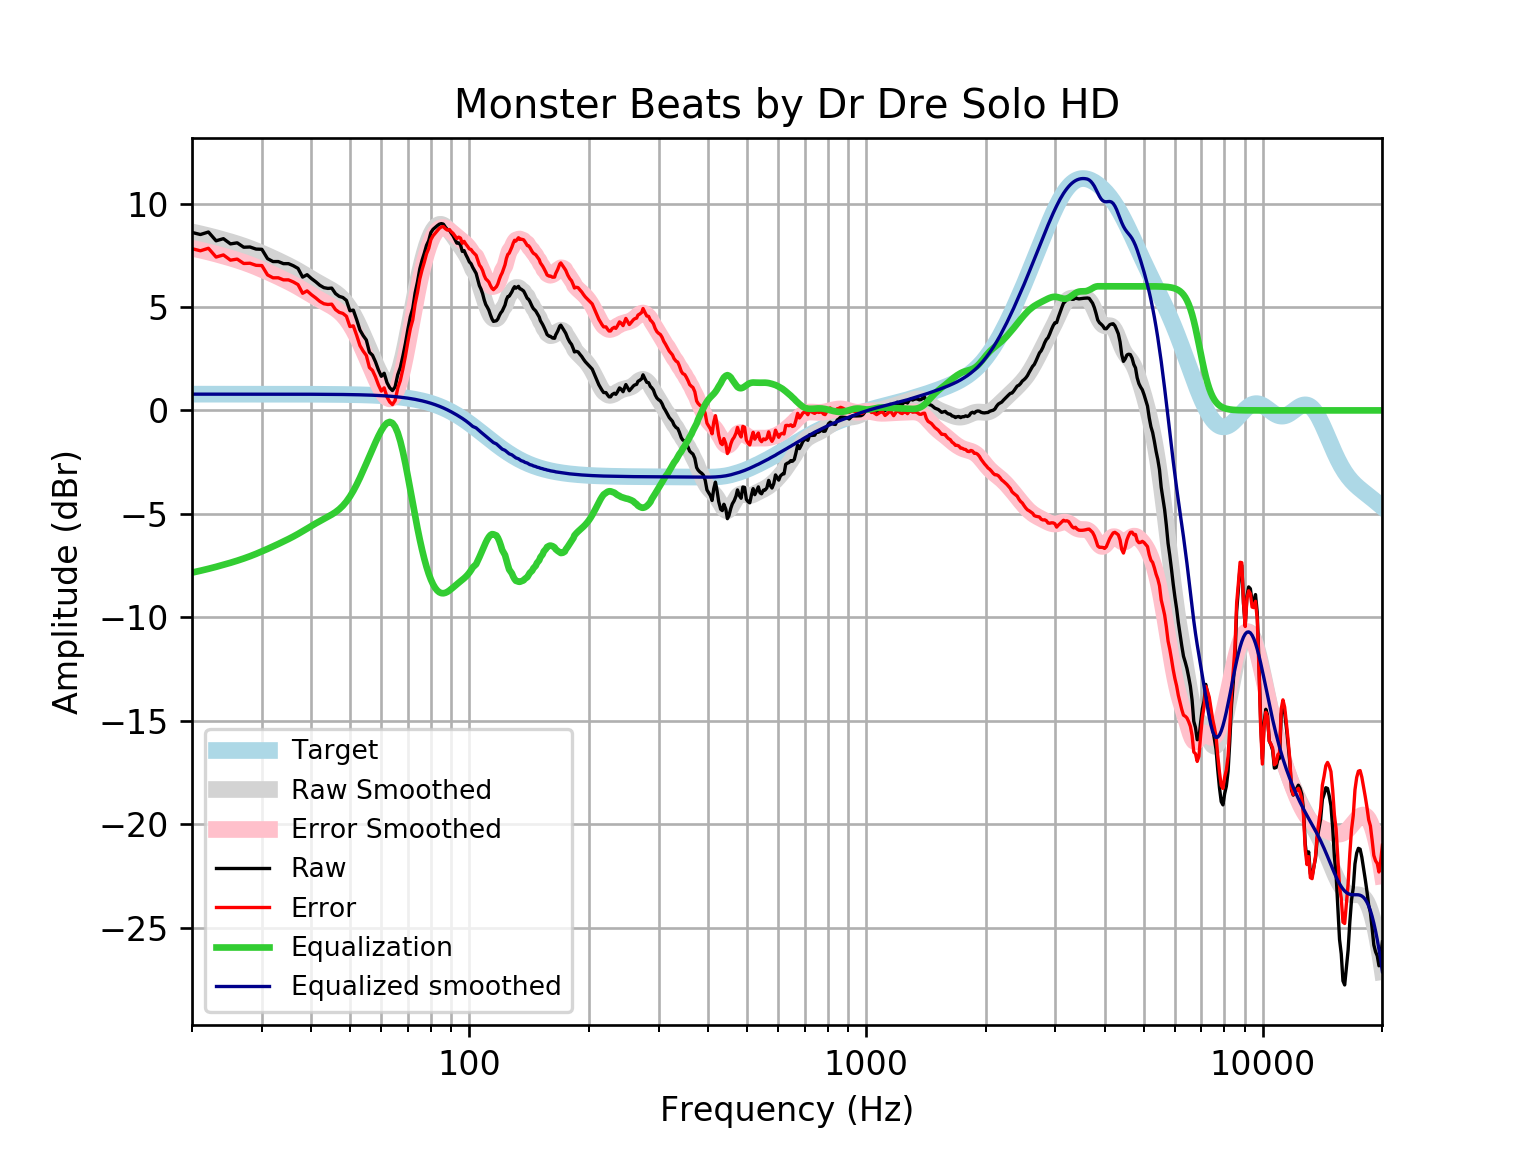 Monster Beats by Dr Dre Solo HD
Amplitude (dBr)
10
5
0
−5
−10
−15
−20
−25
Target
Raw Smoothed
Error Smoothed
Raw
Error
Equalization
Equalized smoothed
100
1000
10000
Frequency (Hz)